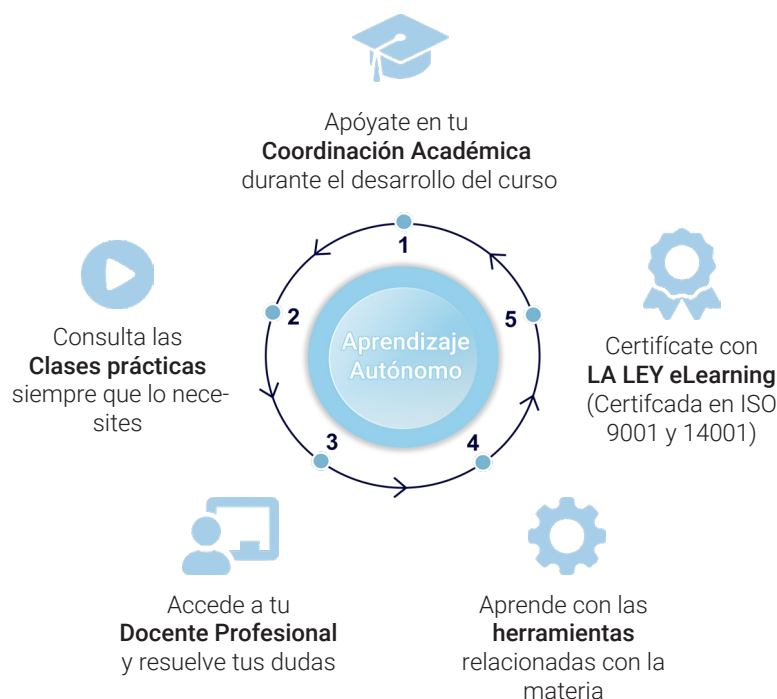 Apóyate en tu
Coordinación Académica
durante el desarrollo del curso
1
2
Consulta las
Clases prácticas
siempre que lo nece-
sites
Aprendizaje
Autónomo
5
Certifícate con
LA LEY eLearning
(Certifcada en ISO
9001 y 14001)
3
4
Accede a tu
Docente Profesional
y resuelve tus dudas
Aprende con las
herramientas
relacionadas con la
materia